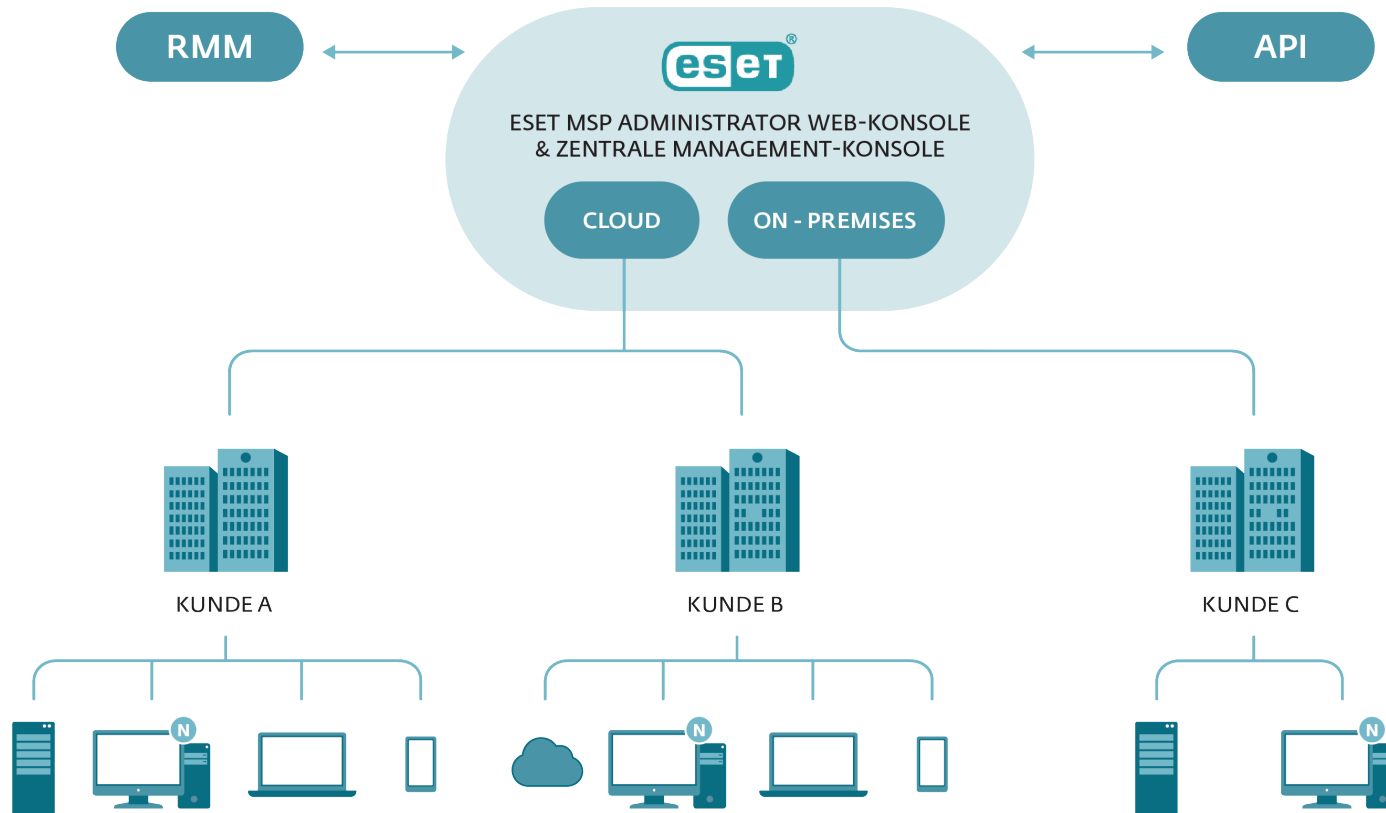 RMM
eset®
API
ESET MSP ADMINISTRATOR WEB-KONSOLE
& ZENTRALE MANAGEMENT-KONSOLE
CLOUD
ON - PREMISES
KUNDE A
KUNDE B
KUNDE C
N
N
N